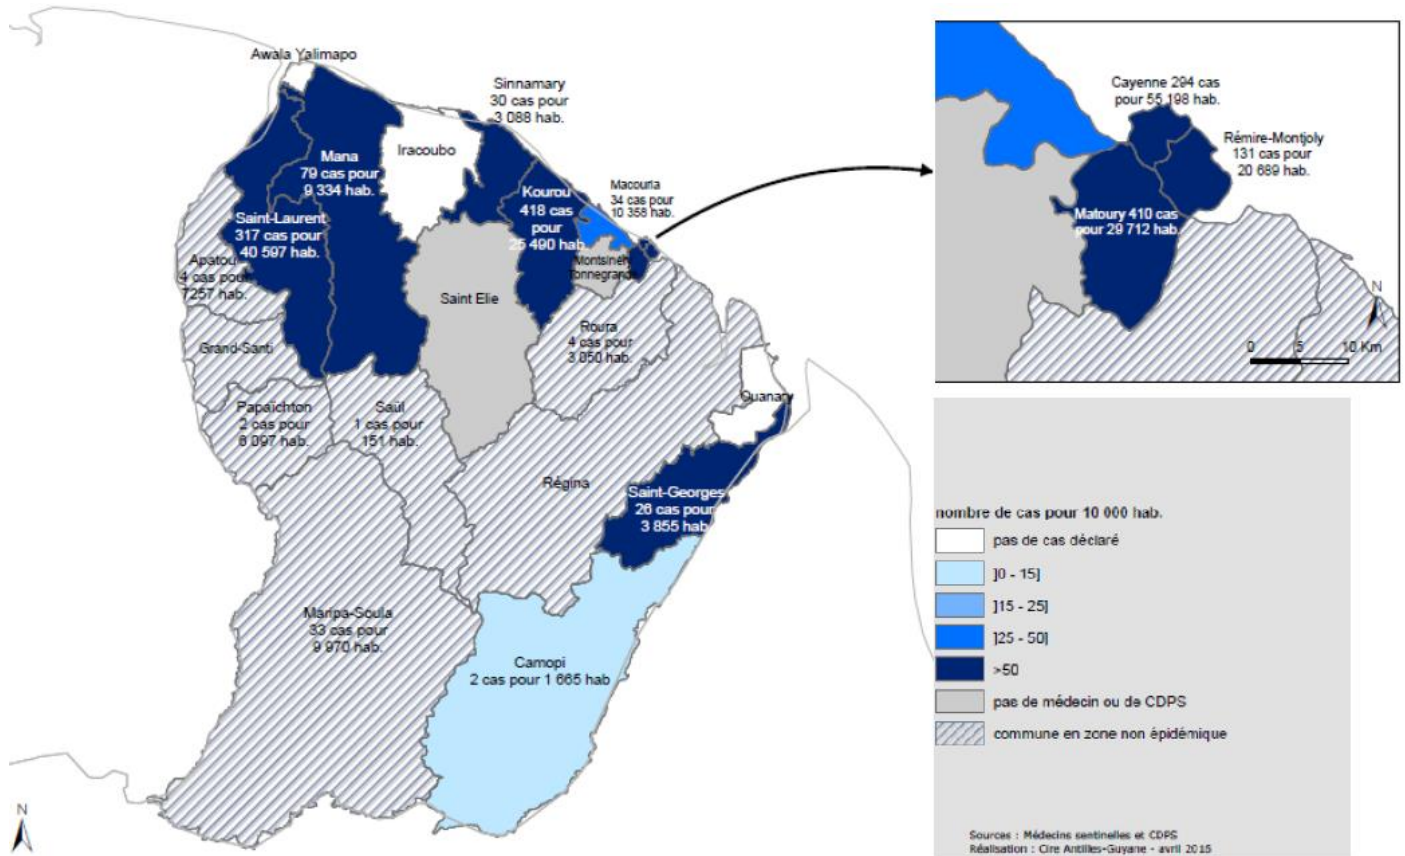 Awala Yalimapo
Sinnamary
30 cas pour
3 088 hab.
Mana
79 cas pour
9 334 hab.
Iracoubo
Kourou
418 cas
pour
25 490 hab.
Macouria
34 cas pour
10 358 hab.
Saint-Laurent
317 cas pour
40 597 hab.
Apatou
4 cas pour
7257 hab.
Montsinéry
Tonnegrande
Saint Elie
Grand-Santi
Roura
4 cas pour
3 050 hab.
Papaïchton
2 cas pour
6 097 hab.
Saül
1 cas pour
151 hab.
Ouanary
Régina
Saint-Georges
26 cas pour
3 855 hab.
Maripa-Soula
33 cas pour
9 970 hab.
Camopi
2 cas pour 1 665 hab
N
Cayenne 294 cas
pour 55 198 hab.
Rémire-Montjoly
131 cas pour
20 689 hab.
Matoury 410 cas
pour 29 712 hab.
N
0 5 10 Km
nombre de cas pour 10 000 hab.
pas de cas déclaré
]0 - 15]
]15 - 25]
]25 - 50]
>50
pas de médecin ou de CDPS
commune en zone non épidémique
Sources : Médecins sentinelles et CDPS
Réalisation : Cire Antilles-Guyane - avril 2015